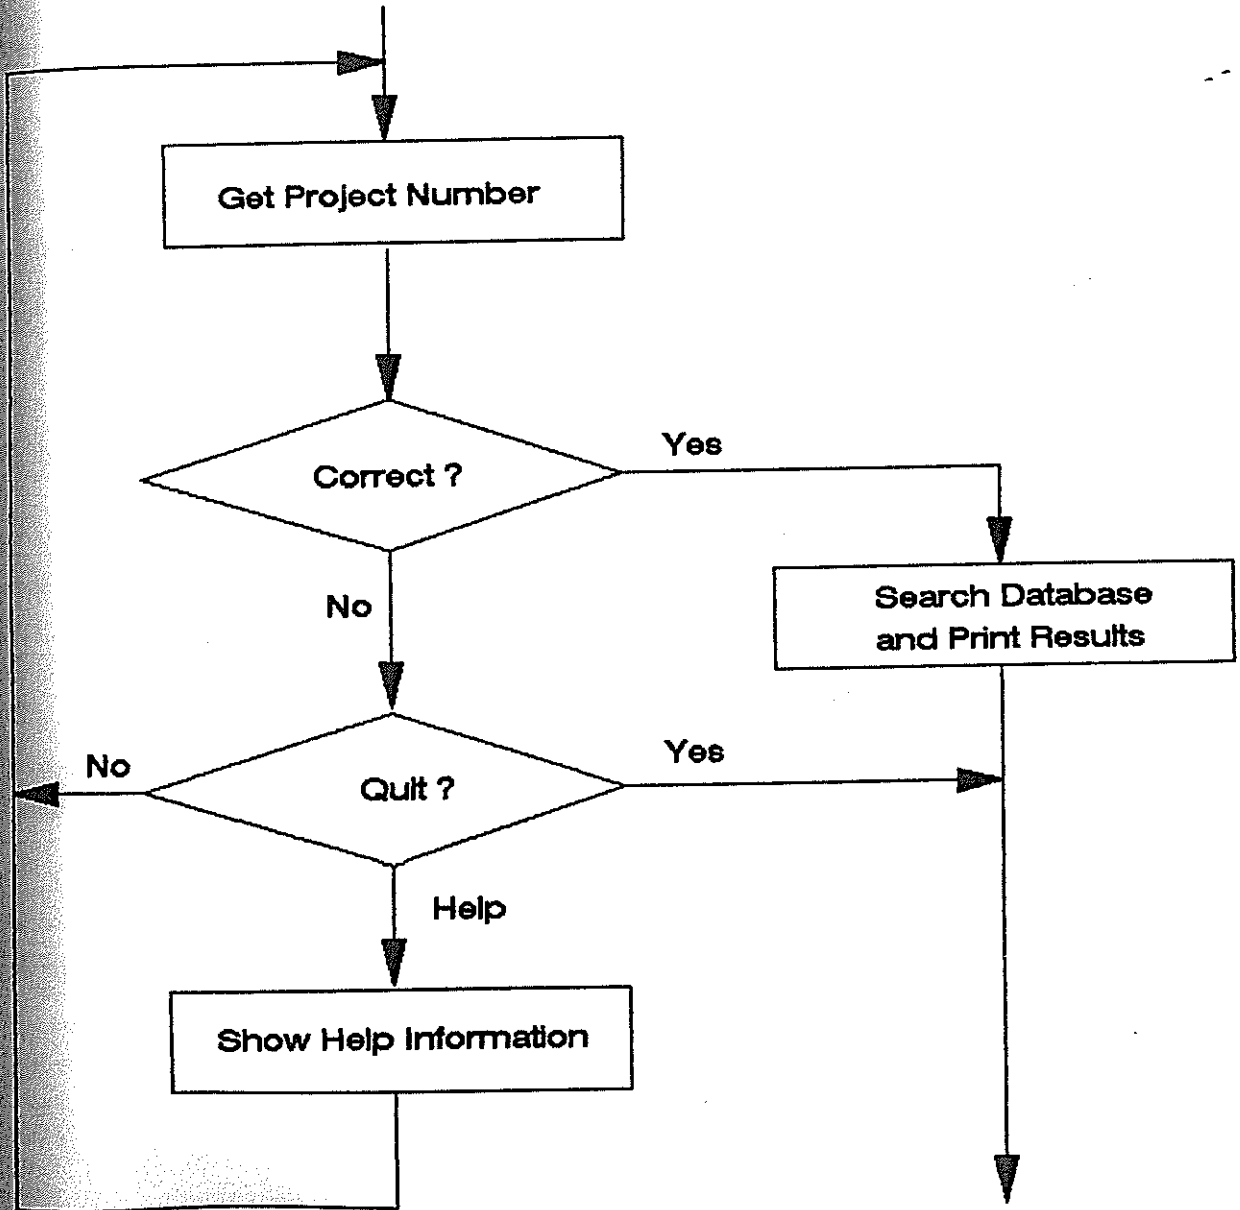 Get Project Number
Correct ?
Yes
No
Search Database
and Print Results
No
Quit ?
Yes
Help
Show Help Information